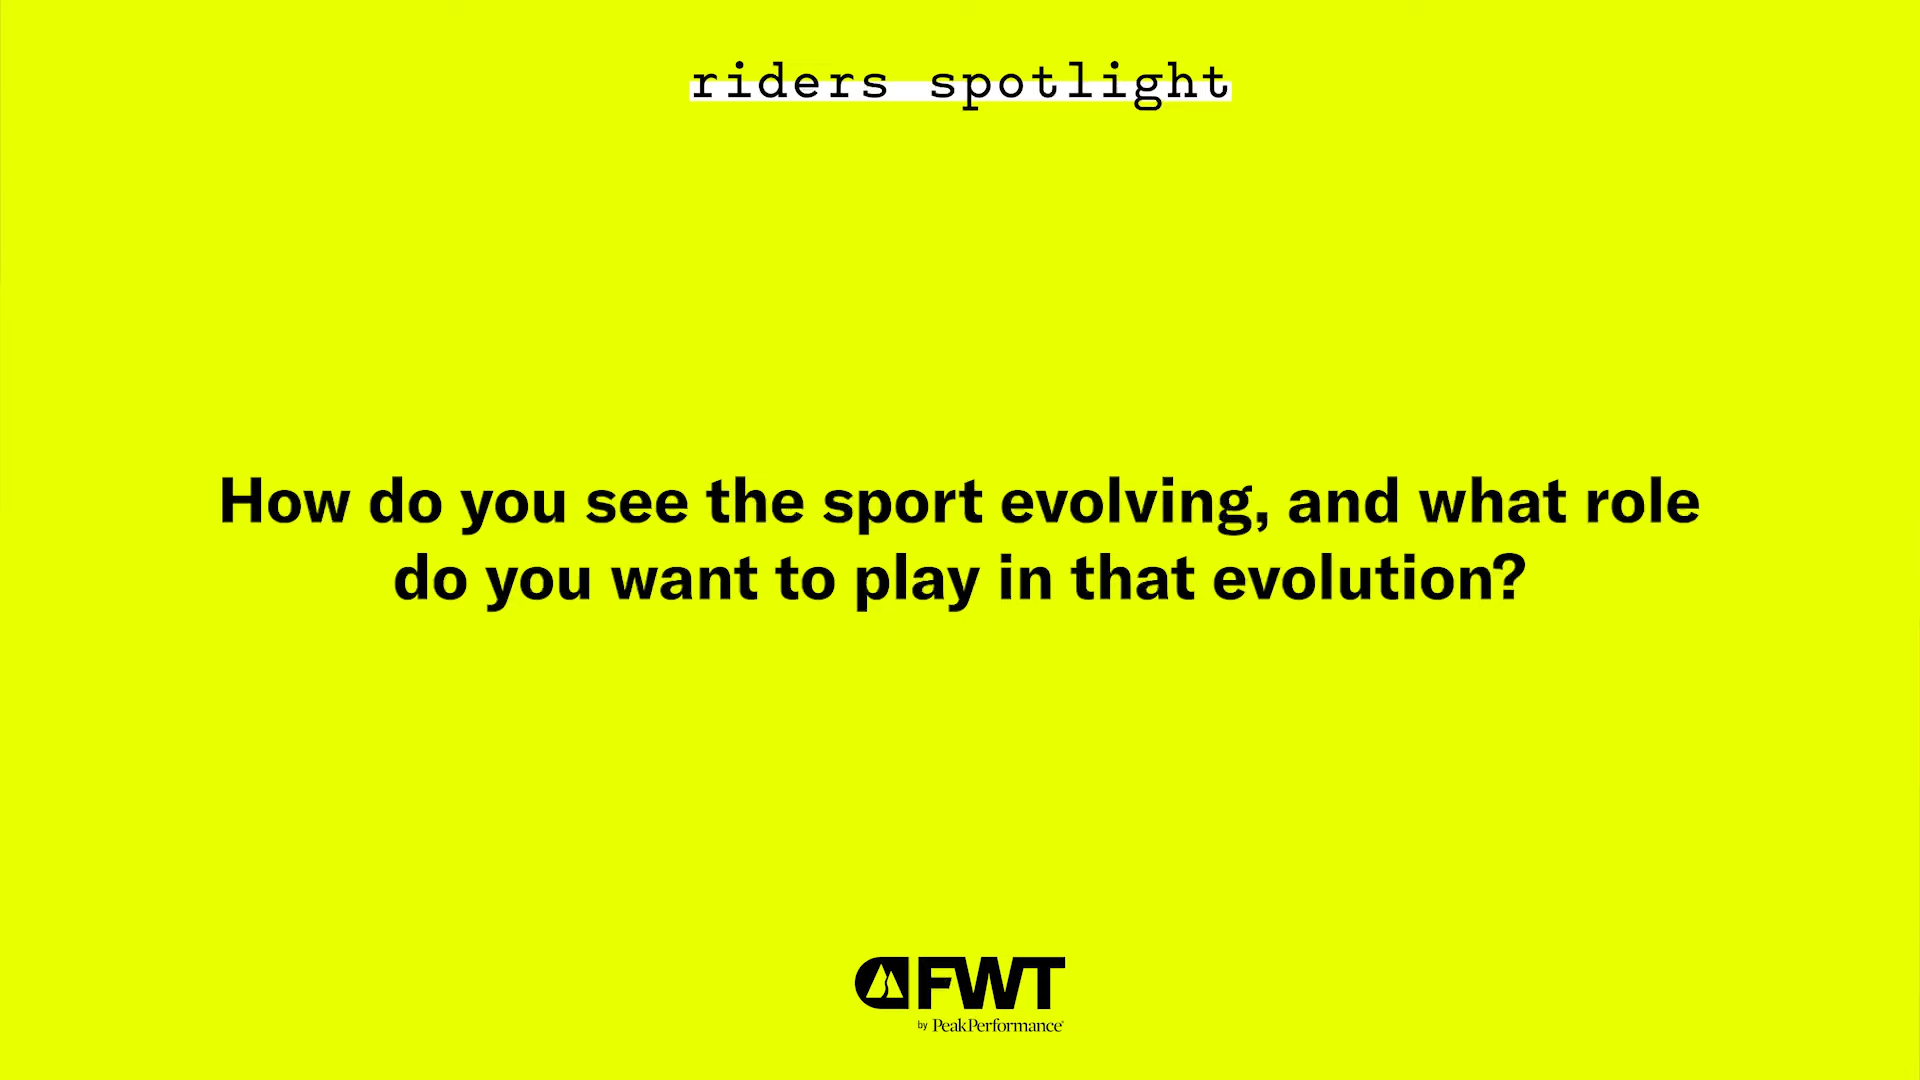 riders spotlight
How do you see the sport evolving, and what role
do you want to play in that evolution?
FWT
by PeakPerformance